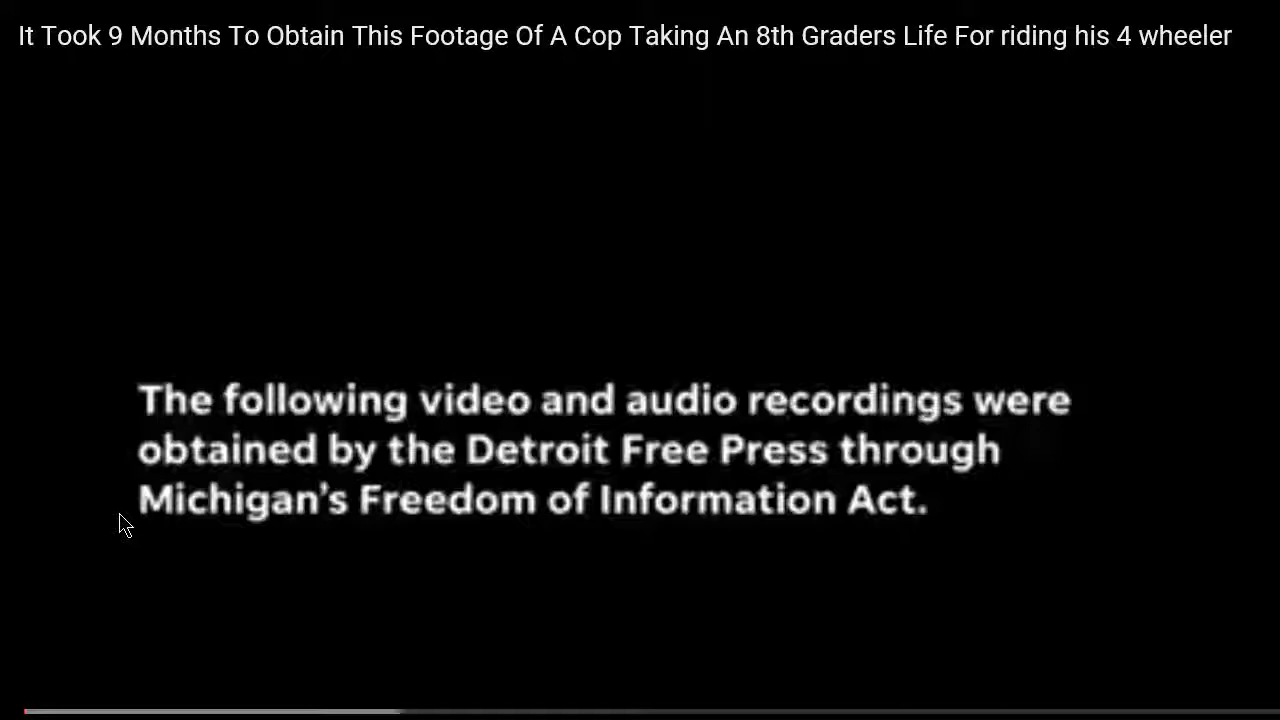 It Took 9 Months To Obtain This Footage Of A Cop Taking An 8th Graders Life For riding his 4 wheeler
The following video and audio recordings were
obtained by the Detroit Free Press through
Michigan's Freedom of Information Act.